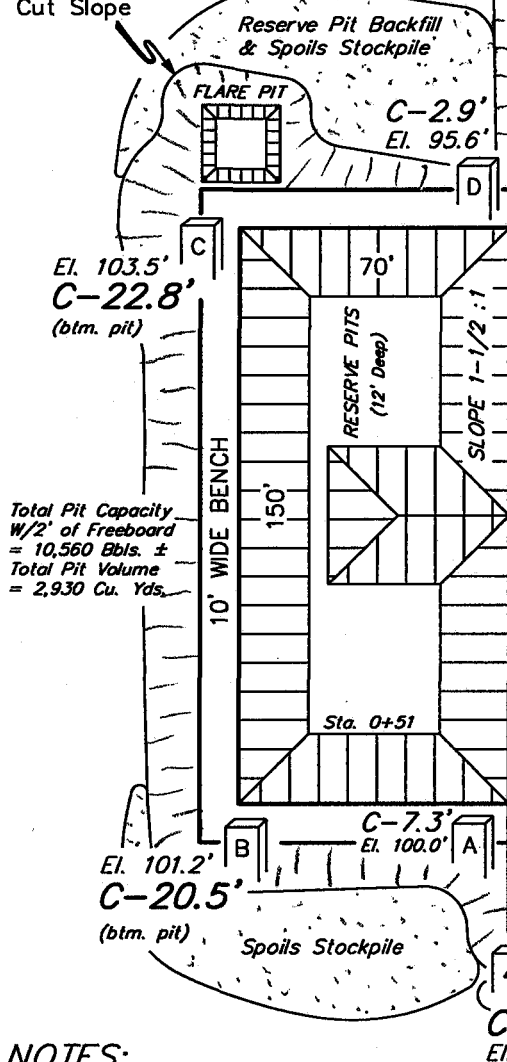 Cut Slope
Reserve Pit Backfill
& Spoils Stockpile
FLARE PIT
C-2.9'
El. 95.6'
D
C
El. 103.5'
C-22.8'
(btm. pit)
70'
RESERVE PITS
(12' Deep)
SLOPE 1-1/2 :1
10' WIDE BENCH
150'
Total Pit Capacity
W/2' of Freeboard
= 10,560 Bbls. ±
Total Pit Volume
= 2,930 Cu. Yds.
Sta. 0+51
C-7.3'
El. 100.0'
A
B
El. 101.2'
C-20.5'
(btm. pit)
Spoils Stockpile
C
El.
NOTES: